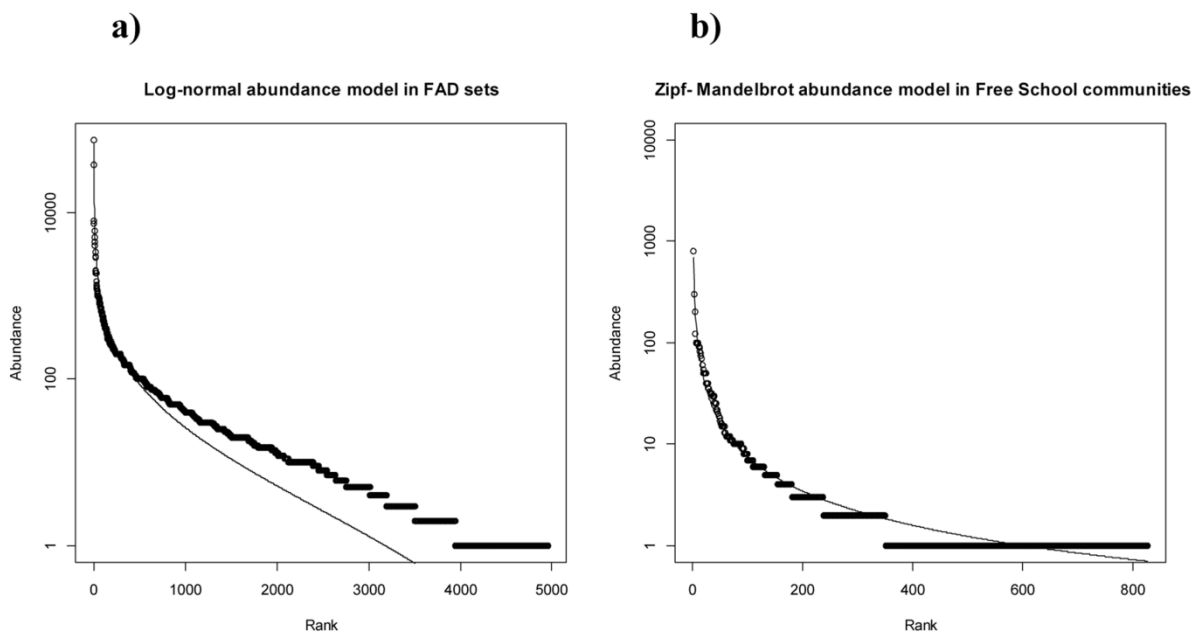 a)
Log-normal abundance model in FAD sets
Abundance
10000
100
1
0 1000 2000 3000 4000 5000
Rank
b)
Zipf- Mandelbrot abundance model in Free School communities
Abundance
10000
1000
100
10
1
0 200 400 600 800
Rank